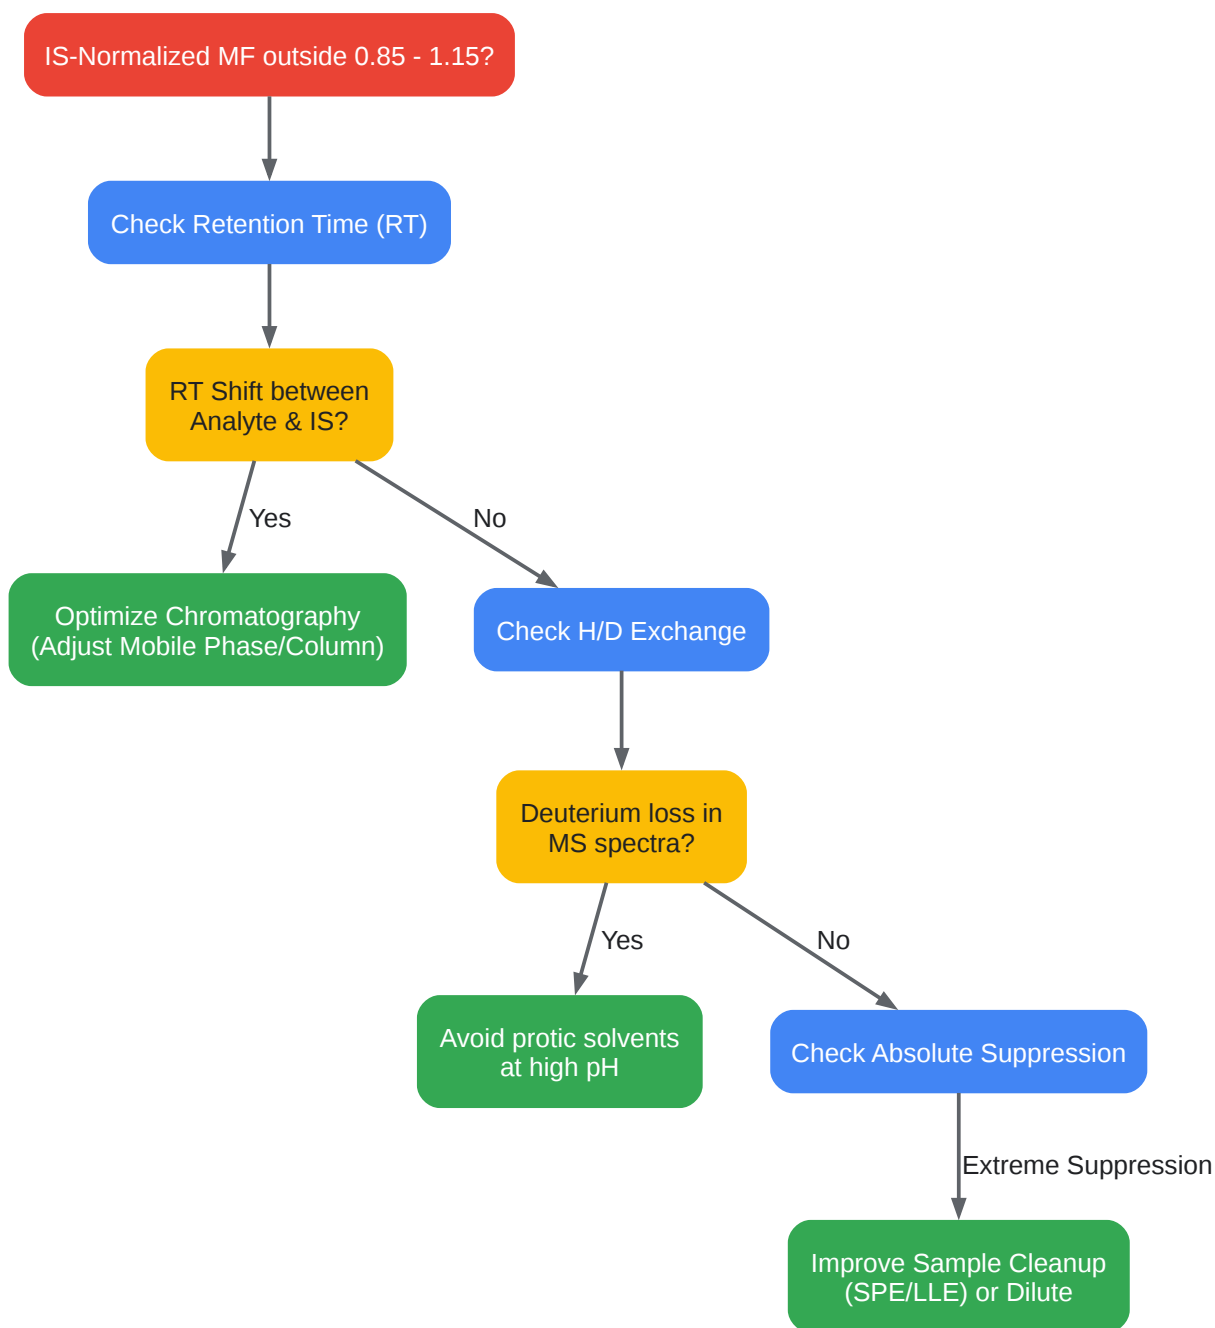 IS-Normalized MF outside 0.85 - 1.15?
Check Retention Time (RT)
RT Shift between
Analyte & IS?
Yes
No
Optimize Chromatography
(Adjust Mobile Phase/Column)
Check H/D Exchange
Deuterium loss in
MS spectra?
Yes
No
Avoid protic solvents
at high pH
Check Absolute Suppression
Extreme Suppression
Improve Sample Cleanup
(SPE/LLE) or Dilute